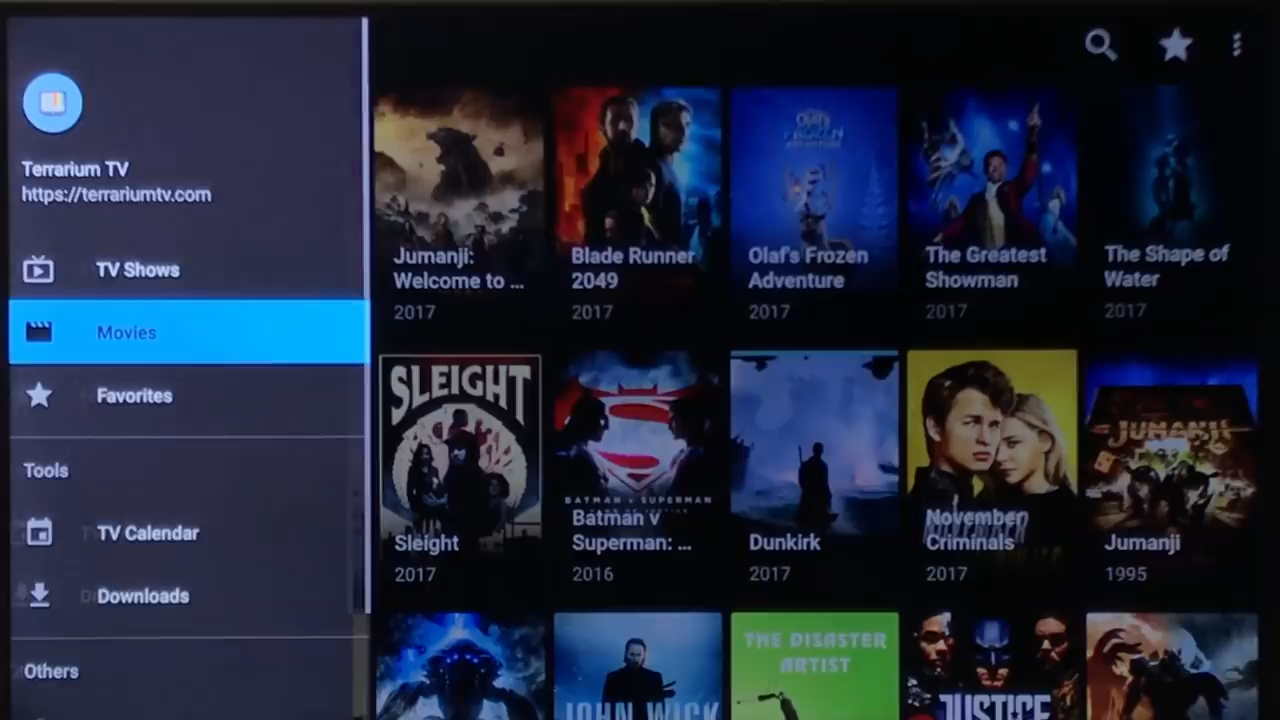 Terrarium TV
https://terrariumtv.com
TV Shows
Movies
Favorites
Tools
TV Calendar
Downloads
Others
Jumanji:
Welcome to ...
2017
Blade Runner
2049
2017
Olaf's Frozen
Adventure
2017
The Greatest
Showman
2017
The Shape of
Water
2017
SLEIGHT
Sleight
2017
BATMAN v SUPERMAN
Batman v
Superman: ...
2016
Dunkirk
2017
November
Criminals
2017
JUMANJI
Jumanji
1995
JOHN WICK
THE DISASTER
ARTIST
JUSTICE